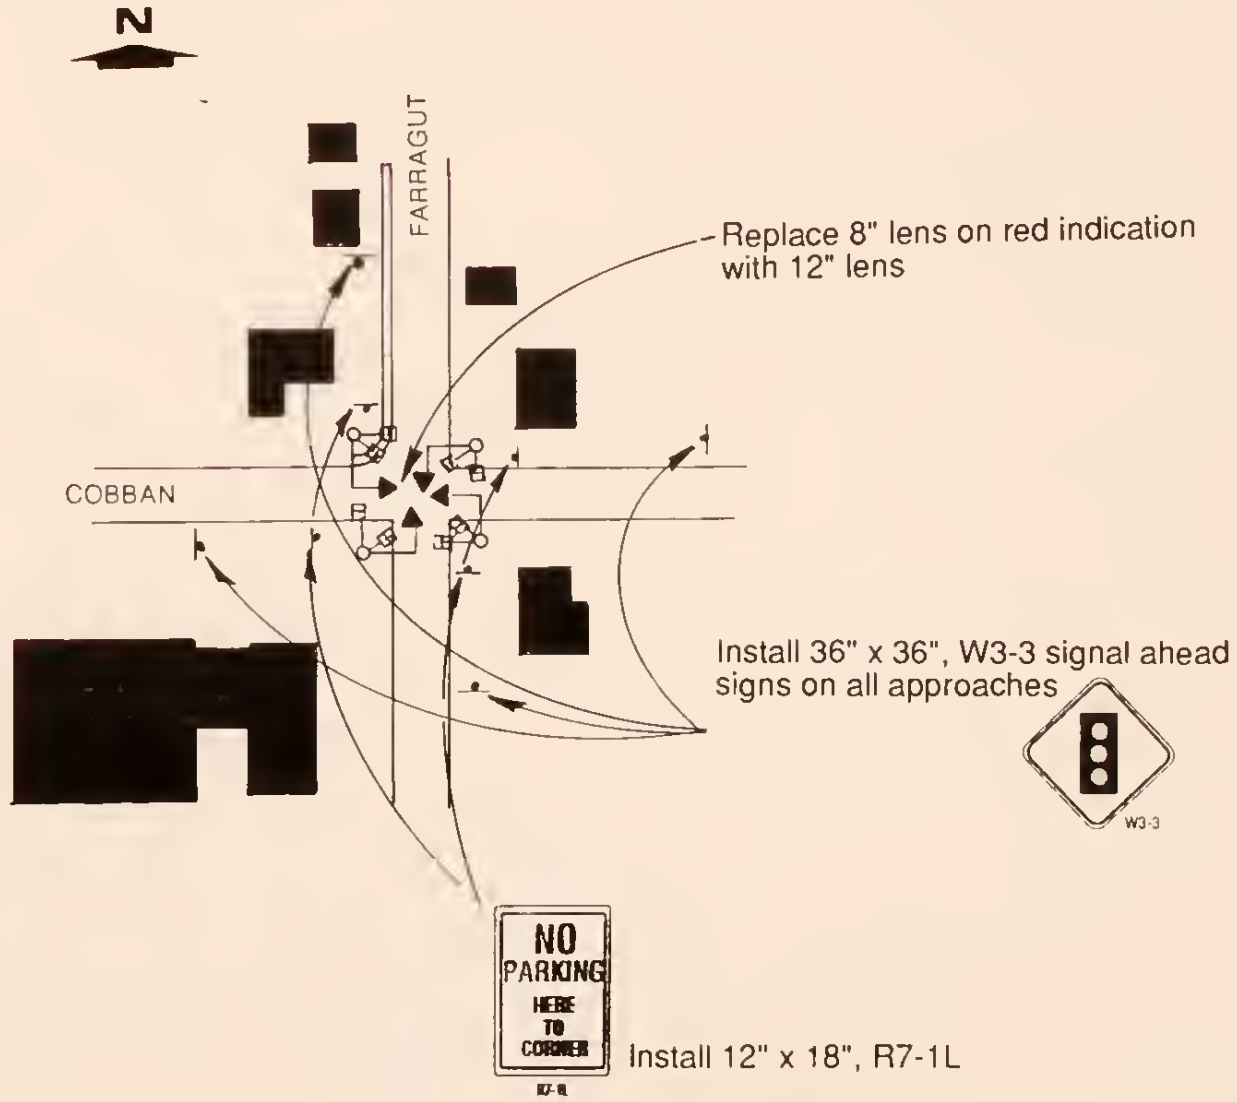 N
FARRAGUT
Replace 8" lens on red indication
with 12" lens
COBBAN
Install 36" x 36", W3-3 signal ahead
signs on all approaches
W3-3
NO
PARKING
HERE
TO
CORNER
Install 12" x 18", R7-1L